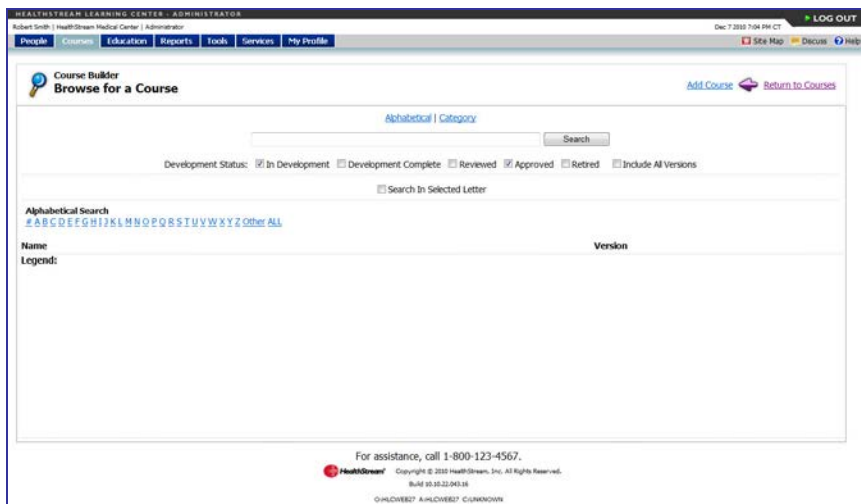 HEALTHSTREAM LEARNING CENTER - ADMINISTRATOR
Robert Smith | HealthStream Medical Center | Administrator
Dec 7 2010 7:04 PM CT
LOG OUT
People Courses Education Reports Tools Services My Profile
Site Map Discuss Help
Course Builder
Browse for a Course
Add Course Return to Courses
Alphabetical | Category
Search
Development Status: In Development Development Complete Reviewed Approved Retired Include All Versions
Search In Selected Letter
Alphabetical Search
# A B C D E F G H I J K L M N O P Q R S T U V W X Y Z Other ALL
Name Version
Legend:
For assistance, call 1-800-123-4567.
HealthStream Copyright © 2010 HealthStream, Inc. All Rights Reserved.
Build 10.10.22.043.16
O:HLCWEB27 A:HLCWEB27 C:UNKNOWN